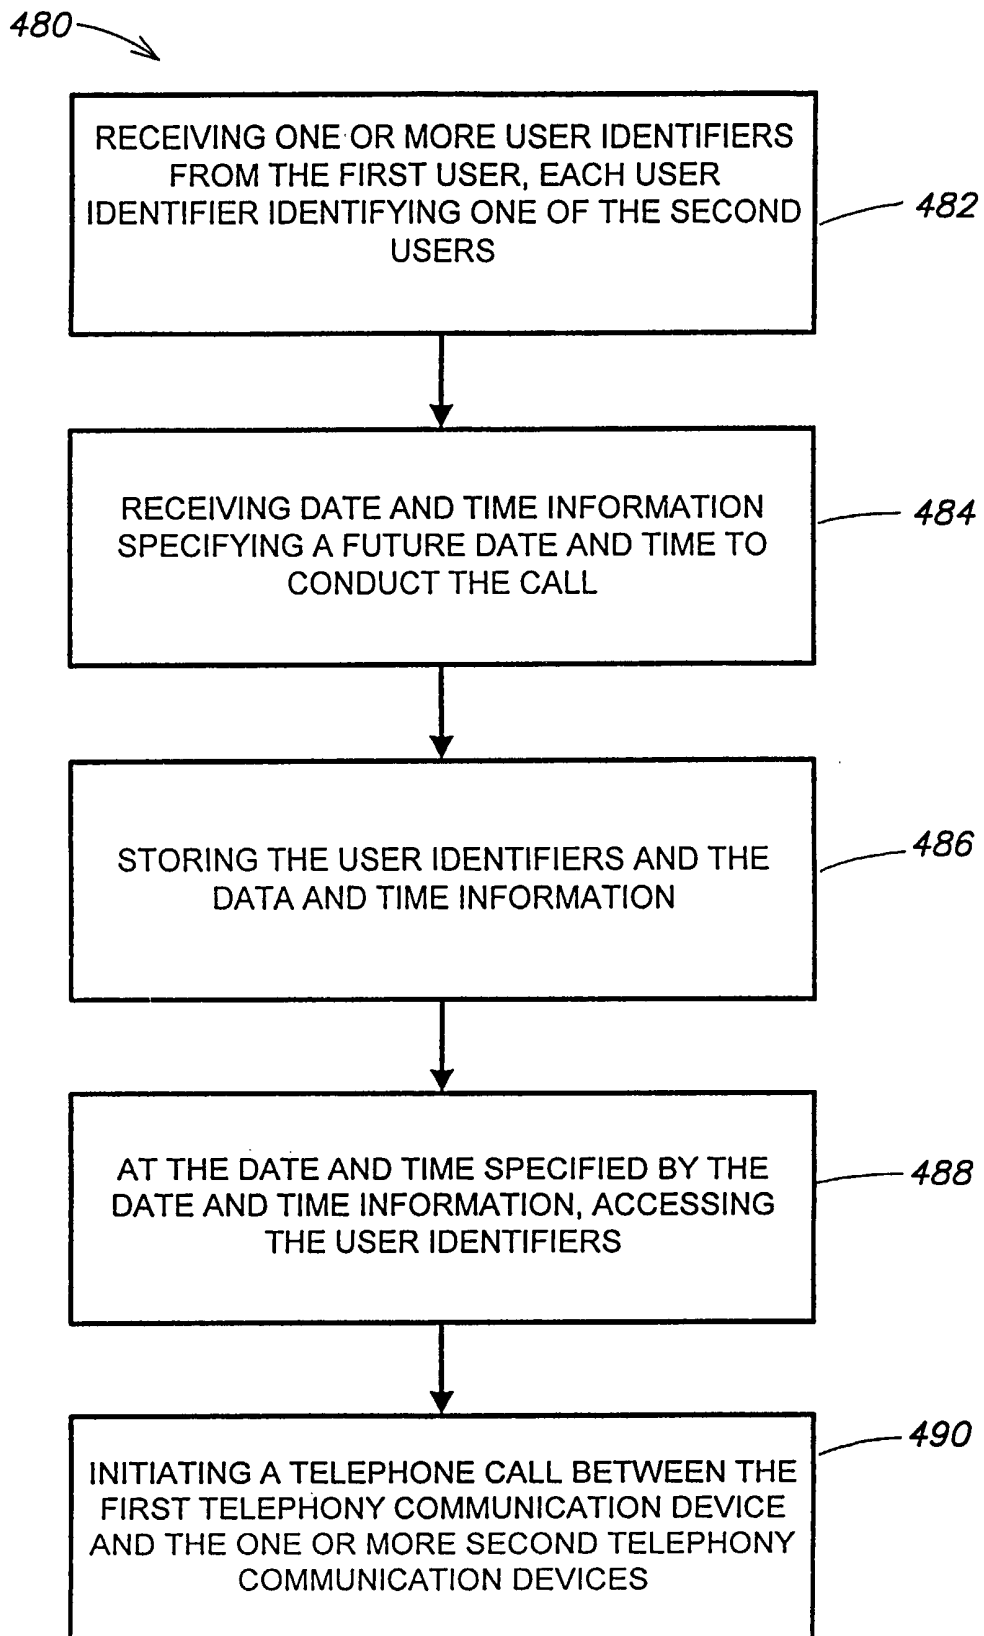 480
RECEIVING ONE OR MORE USER IDENTIFIERS
FROM THE FIRST USER, EACH USER
IDENTIFIER IDENTIFYING ONE OF THE SECOND
USERS
482
RECEIVING DATE AND TIME INFORMATION
SPECIFYING A FUTURE DATE AND TIME TO
CONDUCT THE CALL
484
STORING THE USER IDENTIFIERS AND THE
DATA AND TIME INFORMATION
486
AT THE DATE AND TIME SPECIFIED BY THE
DATE AND TIME INFORMATION, ACCESSING
THE USER IDENTIFIERS
488
INITIATING A TELEPHONE CALL BETWEEN THE
FIRST TELEPHONY COMMUNICATION DEVICE
AND THE ONE OR MORE SECOND TELEPHONY
COMMUNICATION DEVICES
490